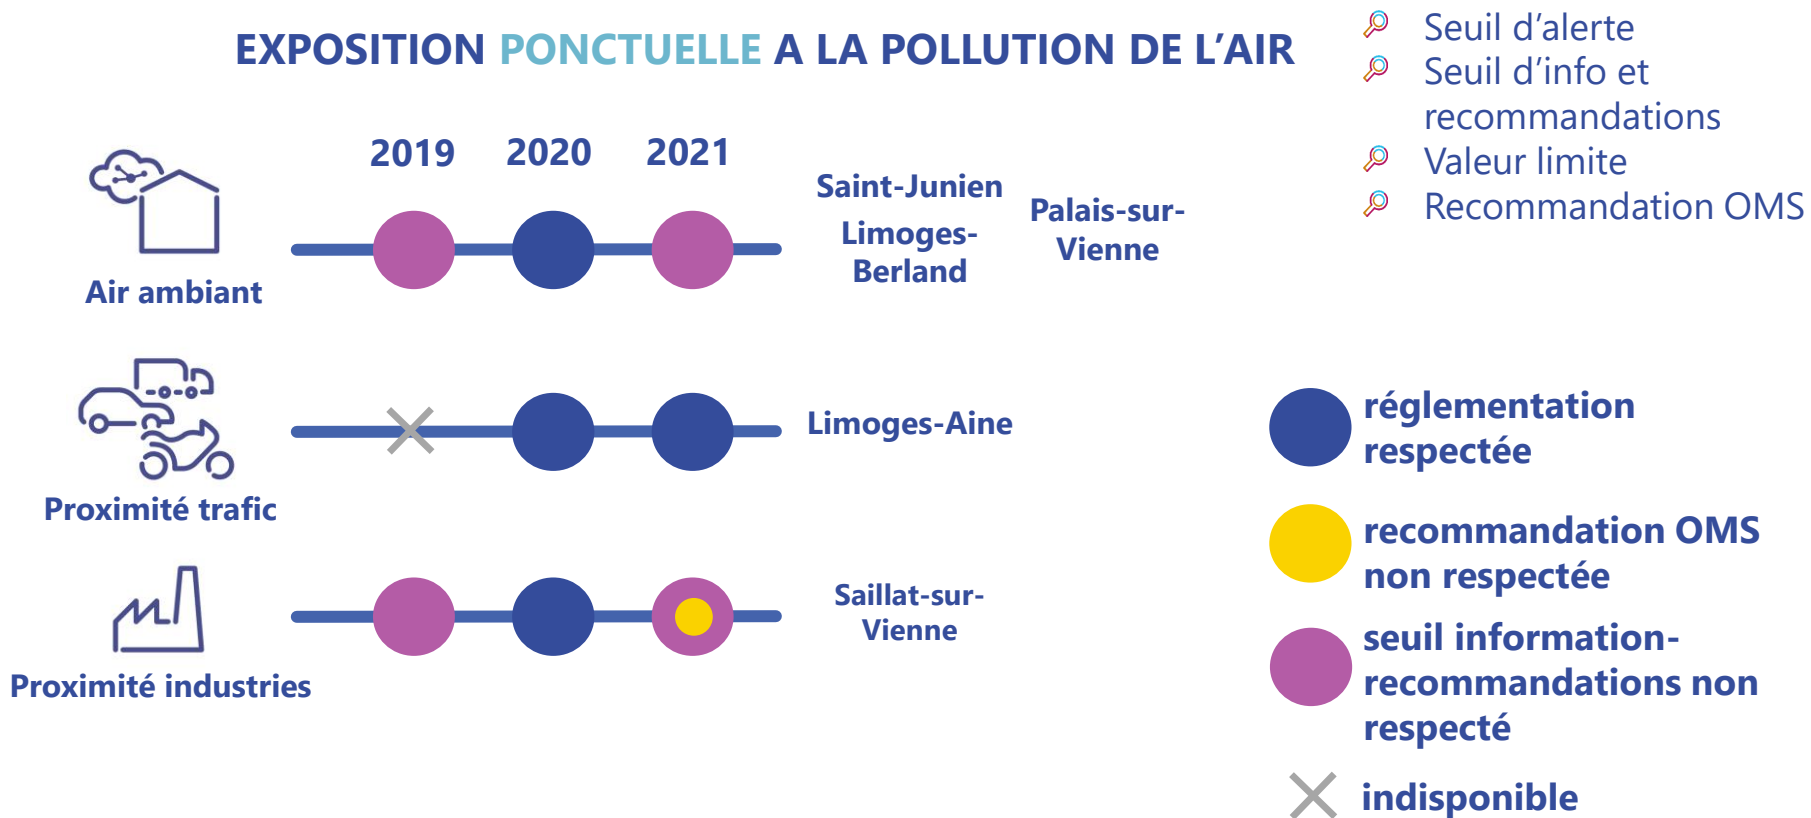 EXPOSITION PONCTUELLE A LA POLLUTION DE L'AIR
Seuil d'alerte
Seuil d'info et
recommandations
Valeur limite
Recommandation OMS
2019 2020 2021
Air ambiant
Saint-Junien
Limoges-
Berland
Palais-sur-
Vienne
Proximité trafic
Limoges-Aine
Proximité industries
Saillat-sur-
Vienne
réglementation
respectée
recommandation OMS
non respectée
seuil information-
recommandations non
respecté
indisponible